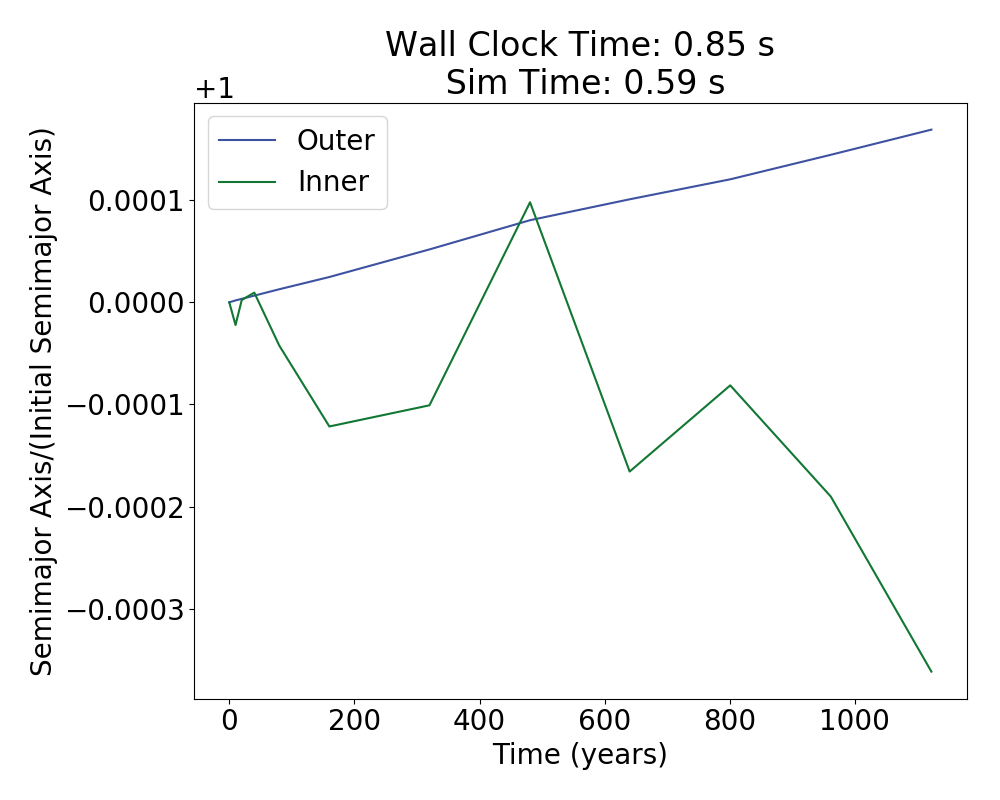 Wall Clock Time: 0.85 s
Sim Time: 0.59 s
+1
Outer
Inner
0.0001
0.0000
−0.0001
−0.0002
−0.0003
Semimajor Axis/(Initial Semimajor Axis)
0
200
400
600
800
1000
Time (years)